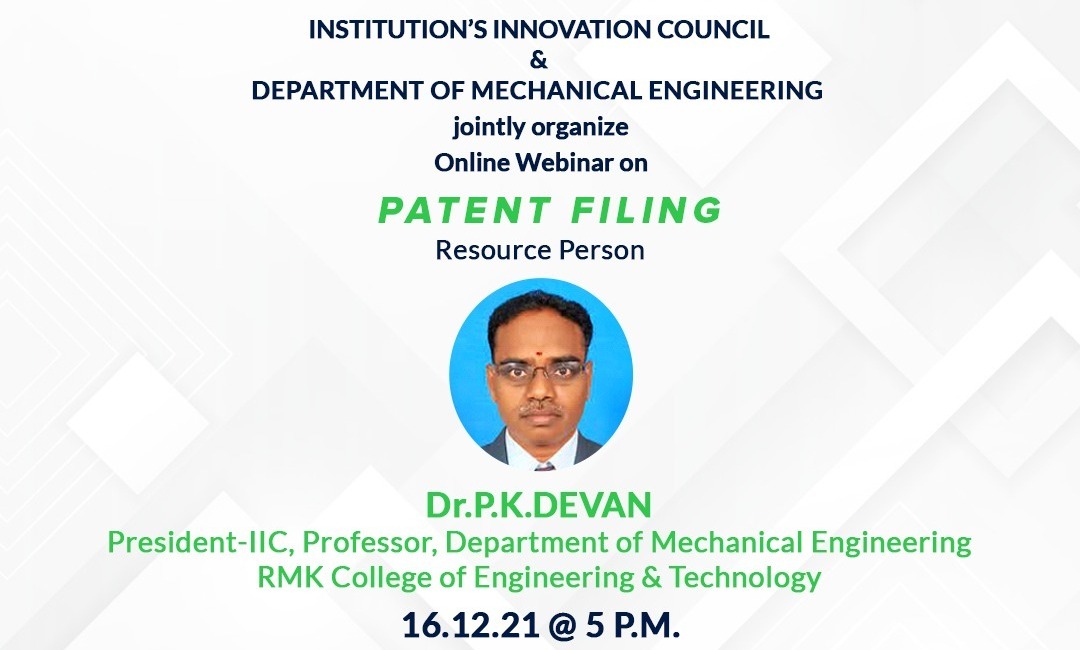 INSTITUTION’S INNOVATION COUNCIL
&
DEPARTMENT OF MECHANICAL ENGINEERING
jointly organize
Online Webinar on
PATENT FILING
Resource Person
Dr.P.K.DEVAN
President-IIC, Professor, Department of Mechanical Engineering
RMK College of Engineering & Technology
16.12.21 @ 5 P.M.